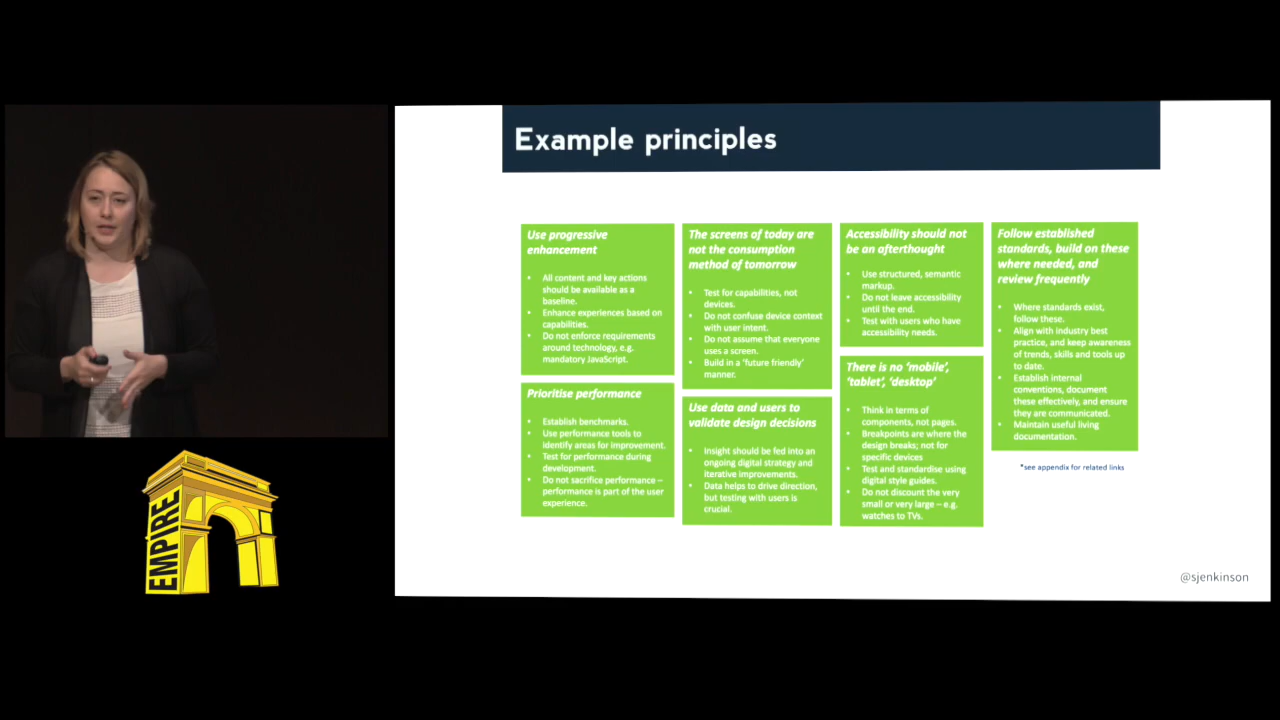 Example principles
Use progressive
enhancement
• All content and key actions
should be available as a
baseline.
• Enhance experiences based on
capabilities.
• Do not enforce requirements
around technology, e.g.
mandatory JavaScript.
Prioritise performance
• Establish benchmarks.
• Use performance tools to
identify areas for improvement.
• Test for performance during
development.
• Do not sacrifice performance –
performance is part of the user
experience.
The screens of today are
not the consumption
method of tomorrow
• Test for capabilities, not
devices.
• Do not confuse device context
with user intent.
• Do not assume that everyone
uses a screen.
• Build in a ‘future friendly’
manner.
Use data and users to
validate design decisions
• Insight should be fed into an
ongoing digital strategy and
iterative improvements.
• Data helps to drive direction,
but testing with users is
crucial.
Accessibility should not
be an afterthought
• Use structured, semantic
markup.
• Do not leave accessibility
until the end.
• Test with users who have
accessibility needs.
There is no ‘mobile’,
‘tablet’, ‘desktop’
• Think in terms of
components, not pages.
• Breakpoints are where the
design breaks; not for
specific devices
• Test and standardise using
digital style guides.
• Do not discount the very
small or very large – e.g.
watches to TVs.
Follow established
standards, build on these
where needed, and
review frequently
• Where standards exist,
follow these.
• Align with industry best
practice, and keep awareness
of trends, skills and tools up
to date.
• Establish internal
conventions, document
these effectively, and ensure
they are communicated.
• Maintain useful living
documentation.
*see appendix for related links
@sjenkinson
EMPIRE